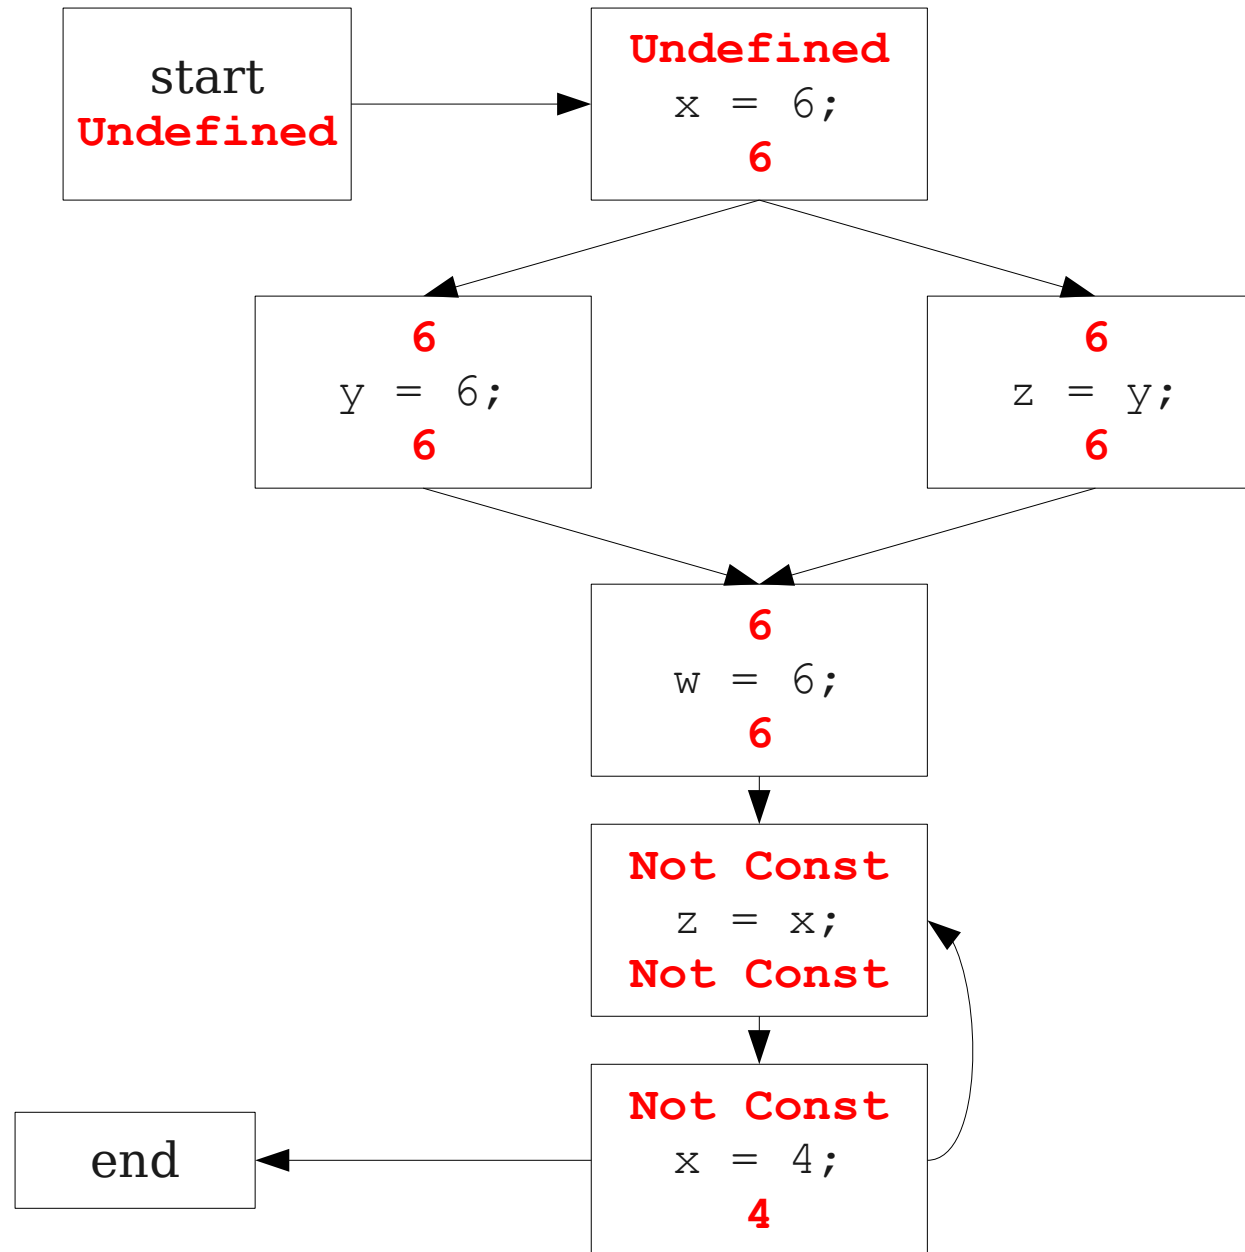 start
Undefined
Undefined
x = 6;
6
6
y = 6;
6
6
z = y;
6
6
w = 6;
6
Not Const
z = x;
Not Const
Not Const
x = 4;
4
end